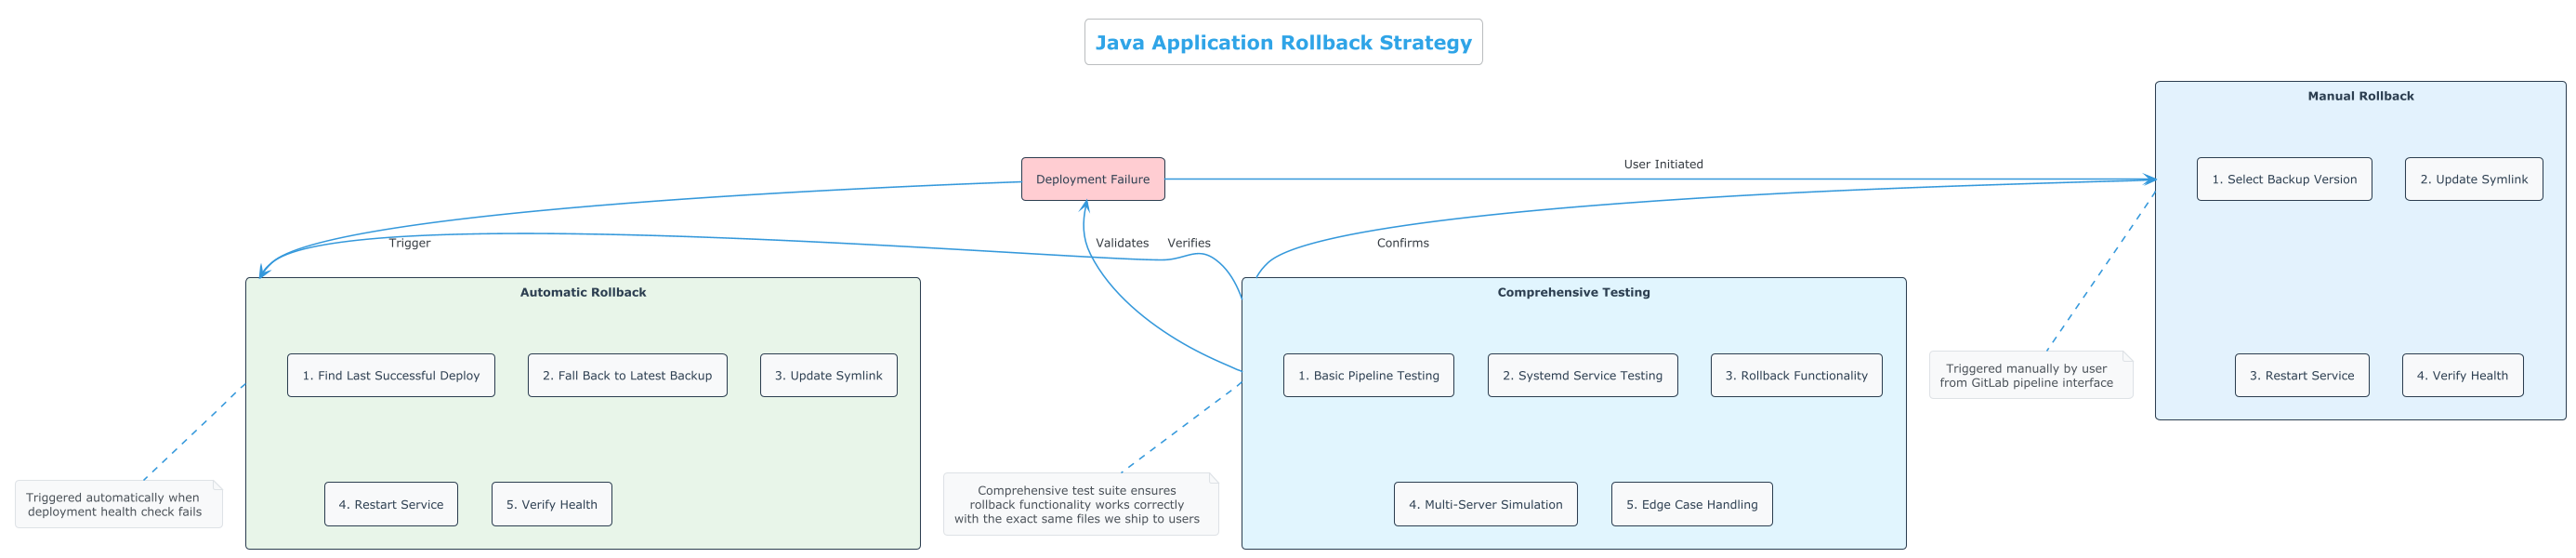 Java Application Rollback Strategy
Manual Rollback
1. Select Backup Version
2. Update Symlink
3. Restart Service
4. Verify Health
Triggered manually by user
from GitLab pipeline interface
Deployment Failure
User Initiated
Trigger
Validates
Verifies
Confirms
Automatic Rollback
1. Find Last Successful Deploy
2. Fall Back to Latest Backup
3. Update Symlink
4. Restart Service
5. Verify Health
Triggered automatically when
deployment health check fails
Comprehensive Testing
1. Basic Pipeline Testing
2. Systemd Service Testing
3. Rollback Functionality
4. Multi-Server Simulation
5. Edge Case Handling
Comprehensive test suite ensures
rollback functionality works correctly
with the exact same files we ship to users